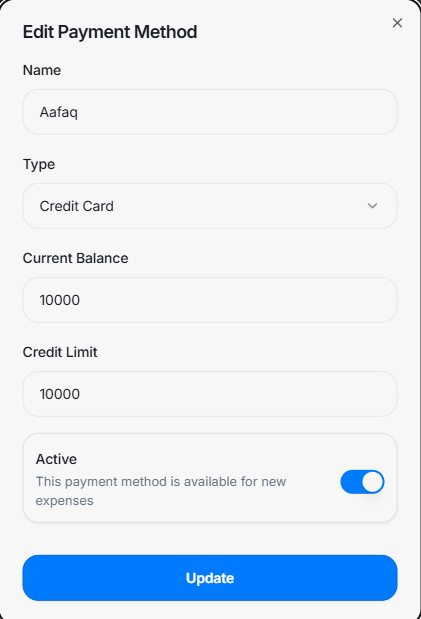 Edit Payment Method
Name
Aafaq
Type
Credit Card
Current Balance
10000
Credit Limit
10000
Active
This payment method is available for new
expenses
Update